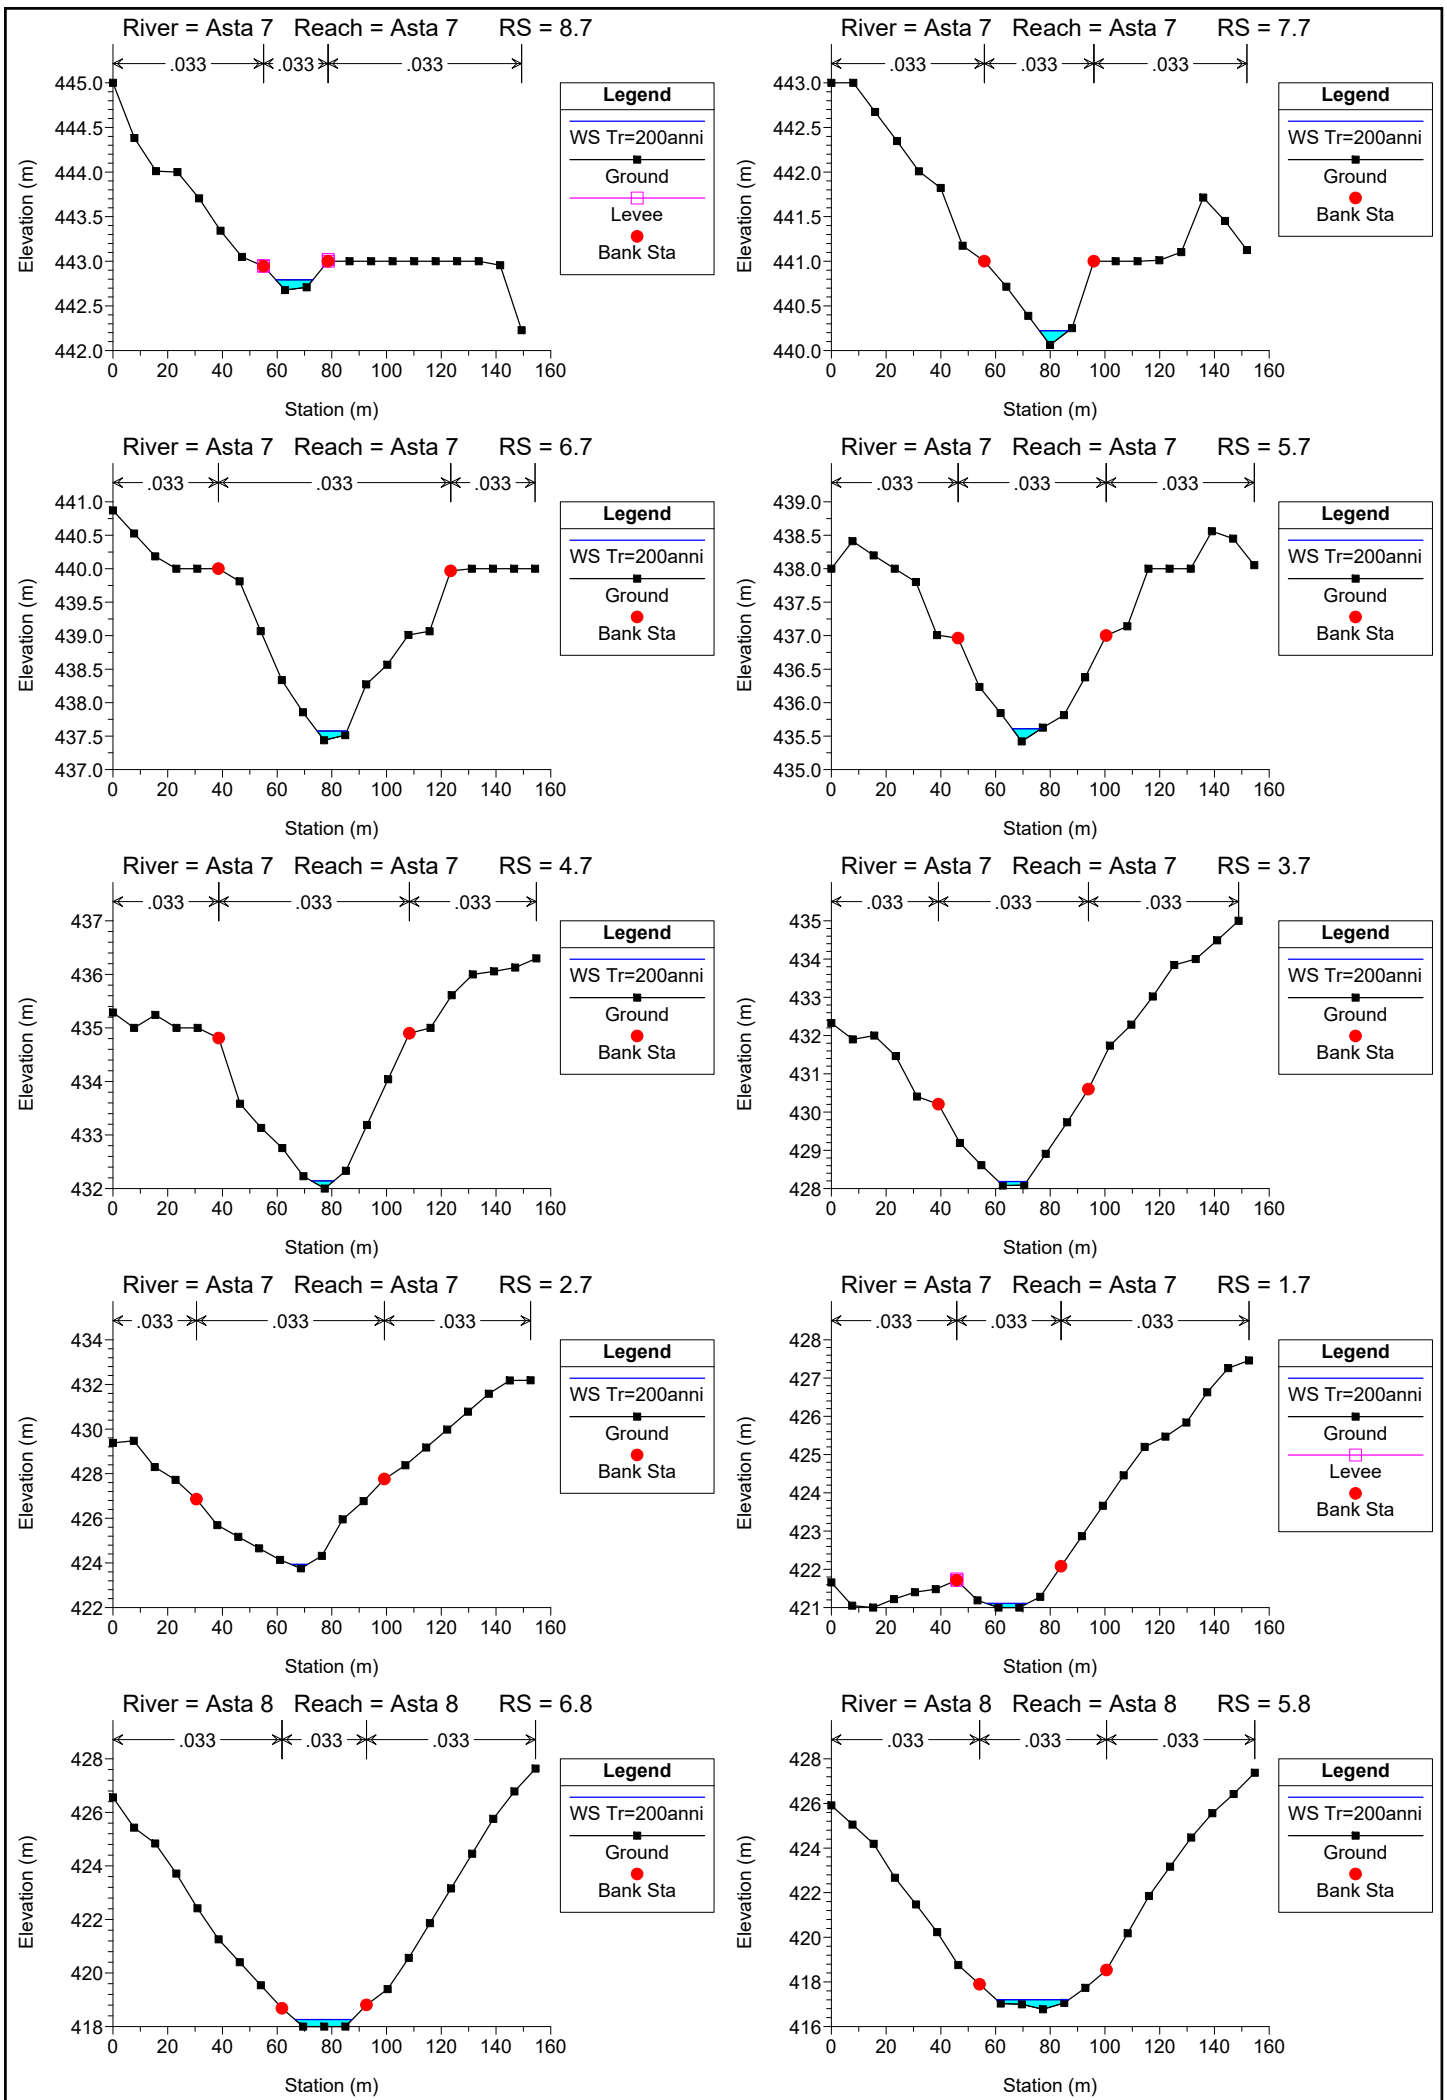 River = Asta 7 Reach = Asta 7 RS = 8.7
.033 .033 .033
445.0
444.5
444.0
443.5
443.0
442.5
442.0
Elevation (m)
0 20 40 60 80 100 120 140 160
Station (m)
Legend
WS Tr=200anni
Ground
Levee
Bank Sta
River = Asta 7 Reach = Asta 7 RS = 7.7
.033 .033 .033
443.0
442.5
442.0
441.5
441.0
440.5
440.0
Elevation (m)
0 20 40 60 80 100 120 140 160
Station (m)
Legend
WS Tr=200anni
Ground
Bank Sta
River = Asta 7 Reach = Asta 7 RS = 6.7
.033 .033 .033
441.0
440.5
440.0
439.5
439.0
438.5
438.0
437.5
437.0
Elevation (m)
0 20 40 60 80 100 120 140 160
Station (m)
Legend
WS Tr=200anni
Ground
Bank Sta
River = Asta 7 Reach = Asta 7 RS = 5.7
.033 .033 .033
439.0
438.5
438.0
437.5
437.0
436.5
436.0
435.5
435.0
Elevation (m)
0 20 40 60 80 100 120 140 160
Station (m)
Legend
WS Tr=200anni
Ground
Bank Sta
River = Asta 7 Reach = Asta 7 RS = 4.7
.033 .033 .033
437
436
435
434
433
432
Elevation (m)
0 20 40 60 80 100 120 140 160
Station (m)
Legend
WS Tr=200anni
Ground
Bank Sta
River = Asta 7 Reach = Asta 7 RS = 3.7
.033 .033 .033
435
434
433
432
431
430
429
428
Elevation (m)
0 20 40 60 80 100 120 140 160
Station (m)
Legend
WS Tr=200anni
Ground
Bank Sta
River = Asta 7 Reach = Asta 7 RS = 2.7
.033 .033 .033
434
432
430
428
426
424
422
Elevation (m)
0 20 40 60 80 100 120 140 160
Station (m)
Legend
WS Tr=200anni
Ground
Bank Sta
River = Asta 7 Reach = Asta 7 RS = 1.7
.033 .033 .033
428
427
426
425
424
423
422
421
Elevation (m)
0 20 40 60 80 100 120 140 160
Station (m)
Legend
WS Tr=200anni
Ground
Levee
Bank Sta
River = Asta 8 Reach = Asta 8 RS = 6.8
.033 .033 .033
428
426
424
422
420
418
Elevation (m)
0 20 40 60 80 100 120 140 160
Station (m)
Legend
WS Tr=200anni
Ground
Bank Sta
River = Asta 8 Reach = Asta 8 RS = 5.8
.033 .033 .033
428
426
424
422
420
418
416
Elevation (m)
0 20 40 60 80 100 120 140 160
Station (m)
Legend
WS Tr=200anni
Ground
Bank Sta